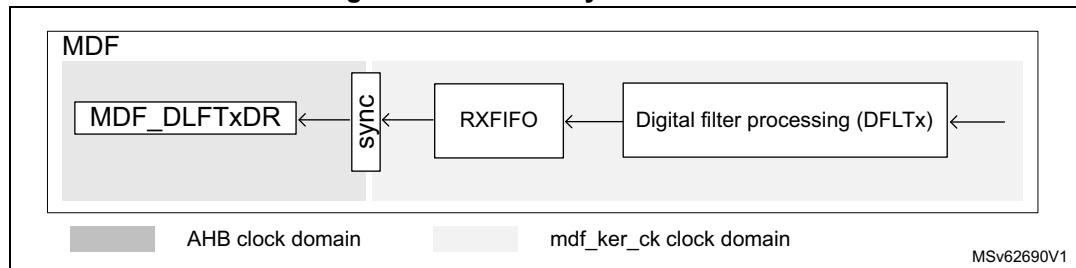 MDF
MDF_DLFTxDR
sync
RXFIFO
Digital filter processing (DFLTx)
AHB clock domain
mdf_ker_ck clock domain
MSv62690V1